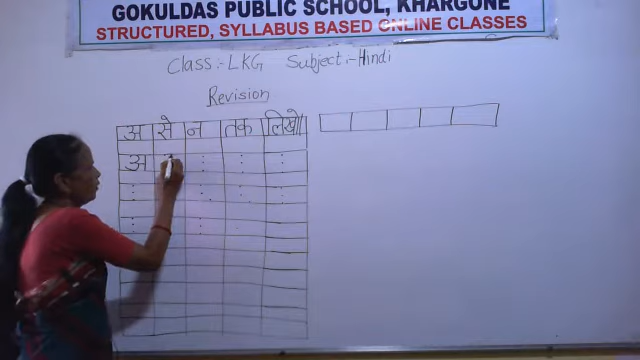 GOKULDAS PUBLIC SCHOOL, KHARGONE
STRUCTURED, SYLLABUS BASED ONLINE CLASSES
Class:- LKG Subject:- Hindi
Revision
अ से न तक लिखो
अ